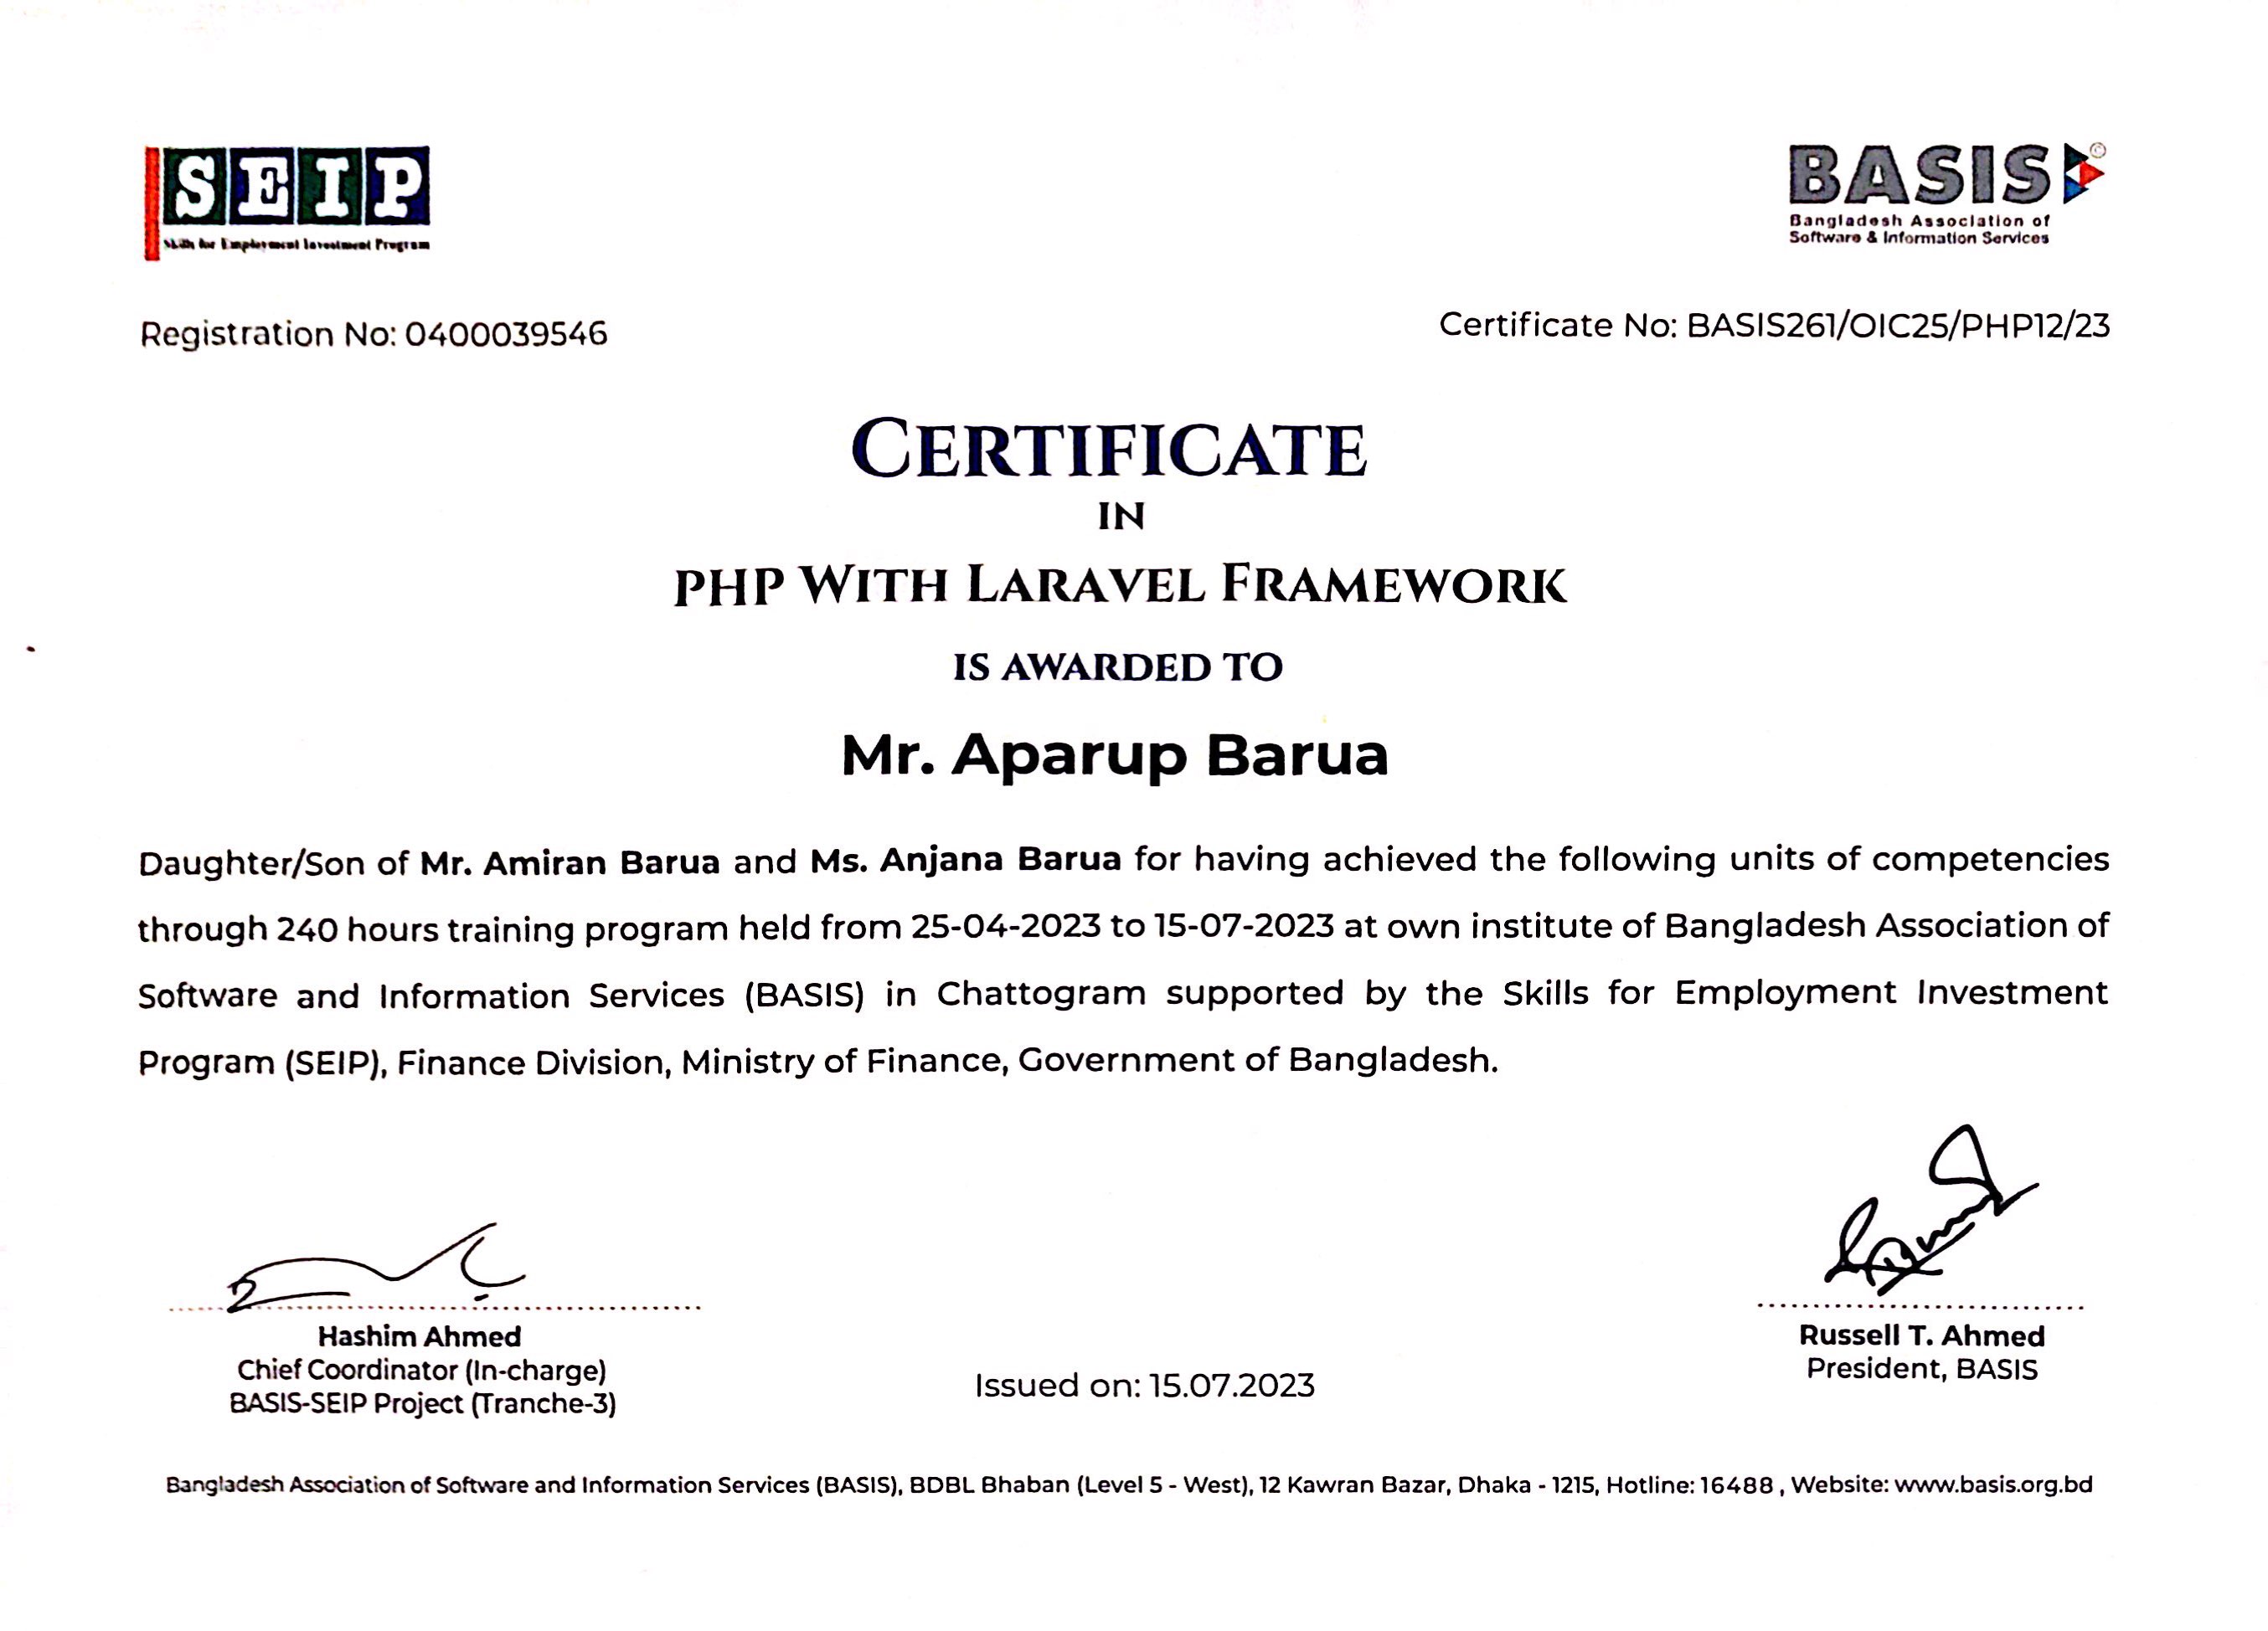 SEIP
Skills for Employment Investment Program
BASIS
©
Bangladesh Association of
Software & Information Services
Registration No: 0400039546
Certificate No: BASIS261/OIC25/PHP12/23
CERTIFICATE
IN
PHP WITH LARAVEL FRAMEWORK
IS AWARDED TO
Mr. Aparup Barua
Daughter/Son of Mr. Amiran Barua and Ms. Anjana Barua for having achieved the following units of competencies
through 240 hours training program held from 25-04-2023 to 15-07-2023 at own institute of Bangladesh Association of
Software and Information Services (BASIS) in Chattogram supported by the Skills for Employment Investment
Program (SEIP), Finance Division, Ministry of Finance, Government of Bangladesh.
Hashim Ahmed
Chief Coordinator (In-charge)
BASIS-SEIP Project (Tranche-3)
Issued on: 15.07.2023
Russell T. Ahmed
President, BASIS
Bangladesh Association of Software and Information Services (BASIS), BDBL Bhaban (Level 5 - West), 12 Kawran Bazar, Dhaka - 1215, Hotline: 16488 , Website: www.basis.org.bd